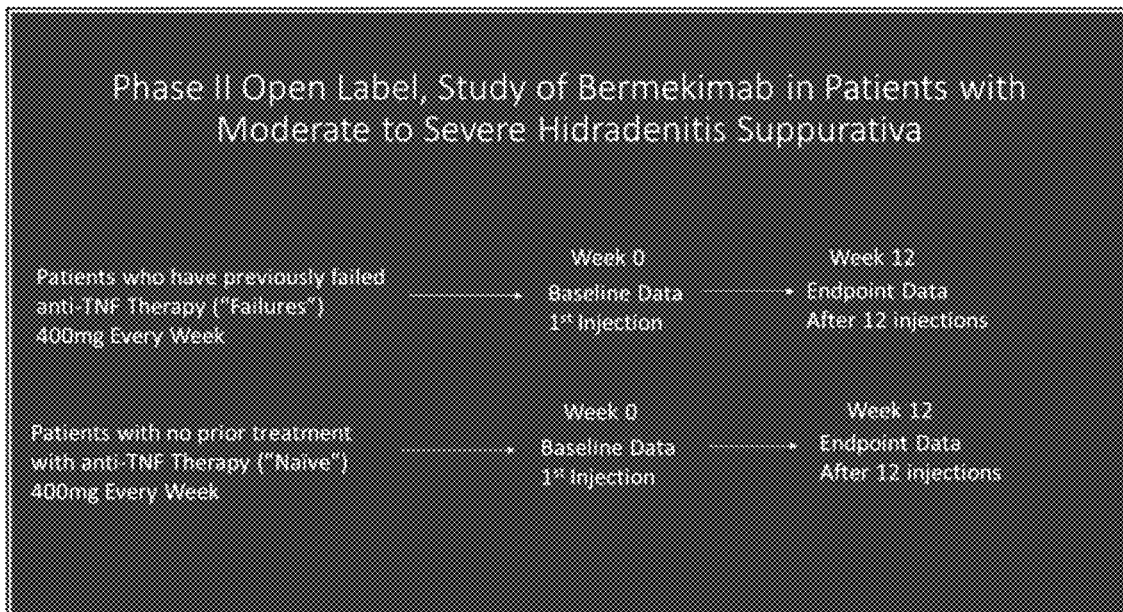 Phase II Open Label, Study of Bermekimab in Patients with
Moderate to Severe Hidradenitis Suppurativa
Patients who have previously failed
anti-TNF Therapy ("Failures")
400mg Every Week
Week 0
Baseline Data
1st Injection
Week 12
Endpoint Data
After 12 injections
Patients with no prior treatment
with anti-TNF Therapy ("Naïve")
400mg Every Week
Week 0
Baseline Data
1st Injection
Week 12
Endpoint Data
After 12 injections